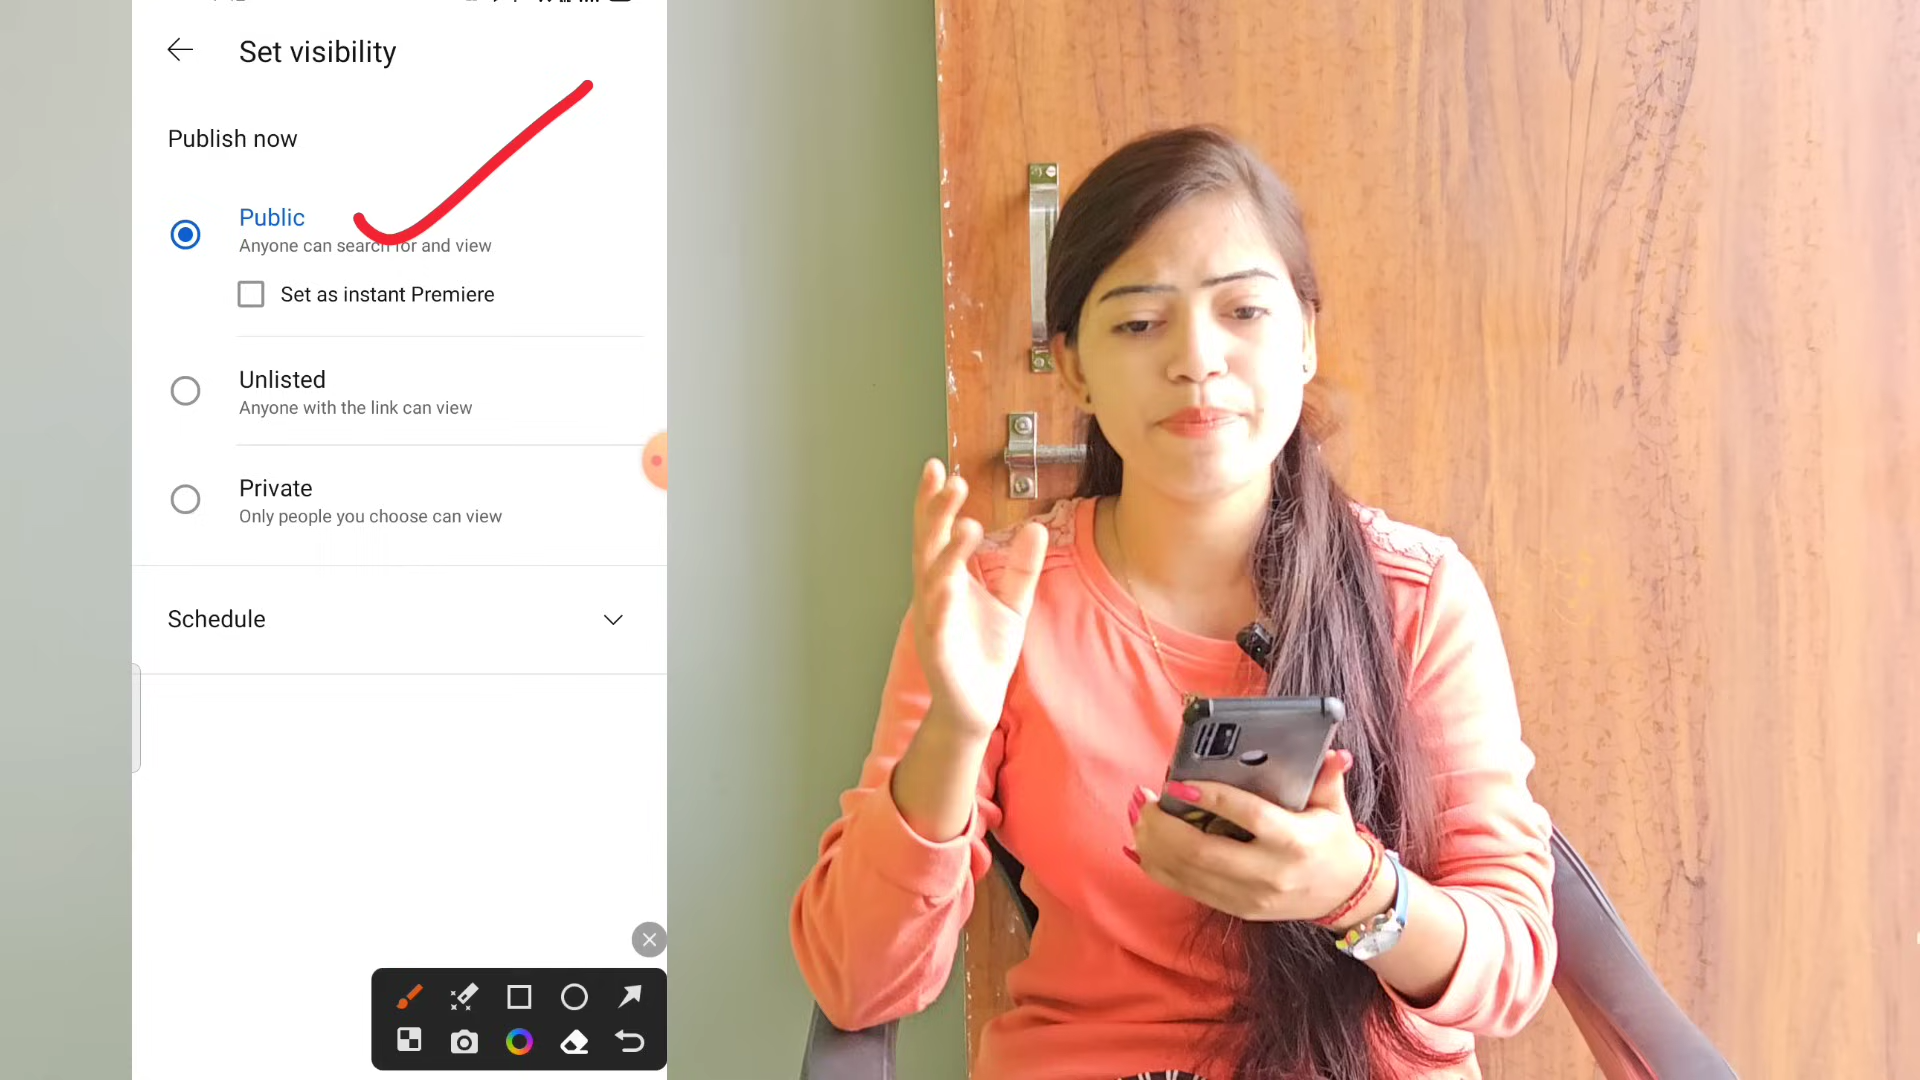 Set visibility
Publish now
Public
Anyone can search for and view
Set as instant Premiere
Unlisted
Anyone with the link can view
Private
Only people you choose can view
Schedule